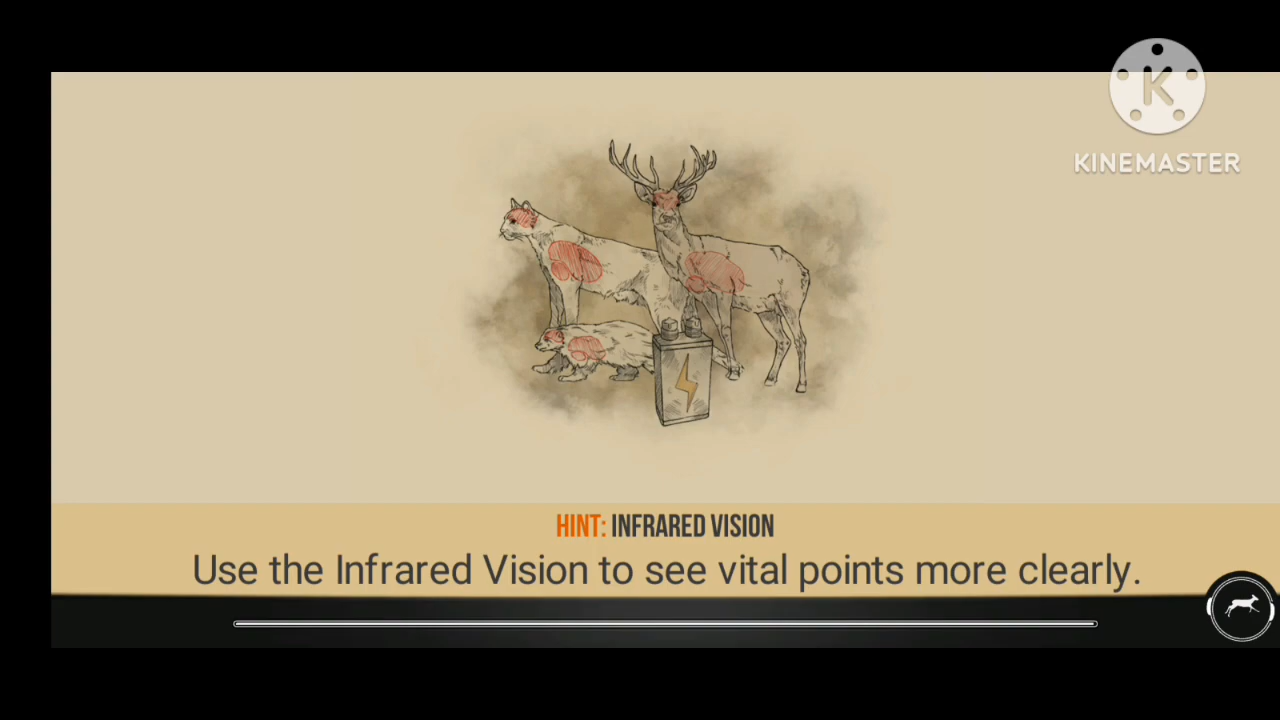 K
KINEMASTER
HINT: INFRARED VISION
Use the Infrared Vision to see vital points more clearly.